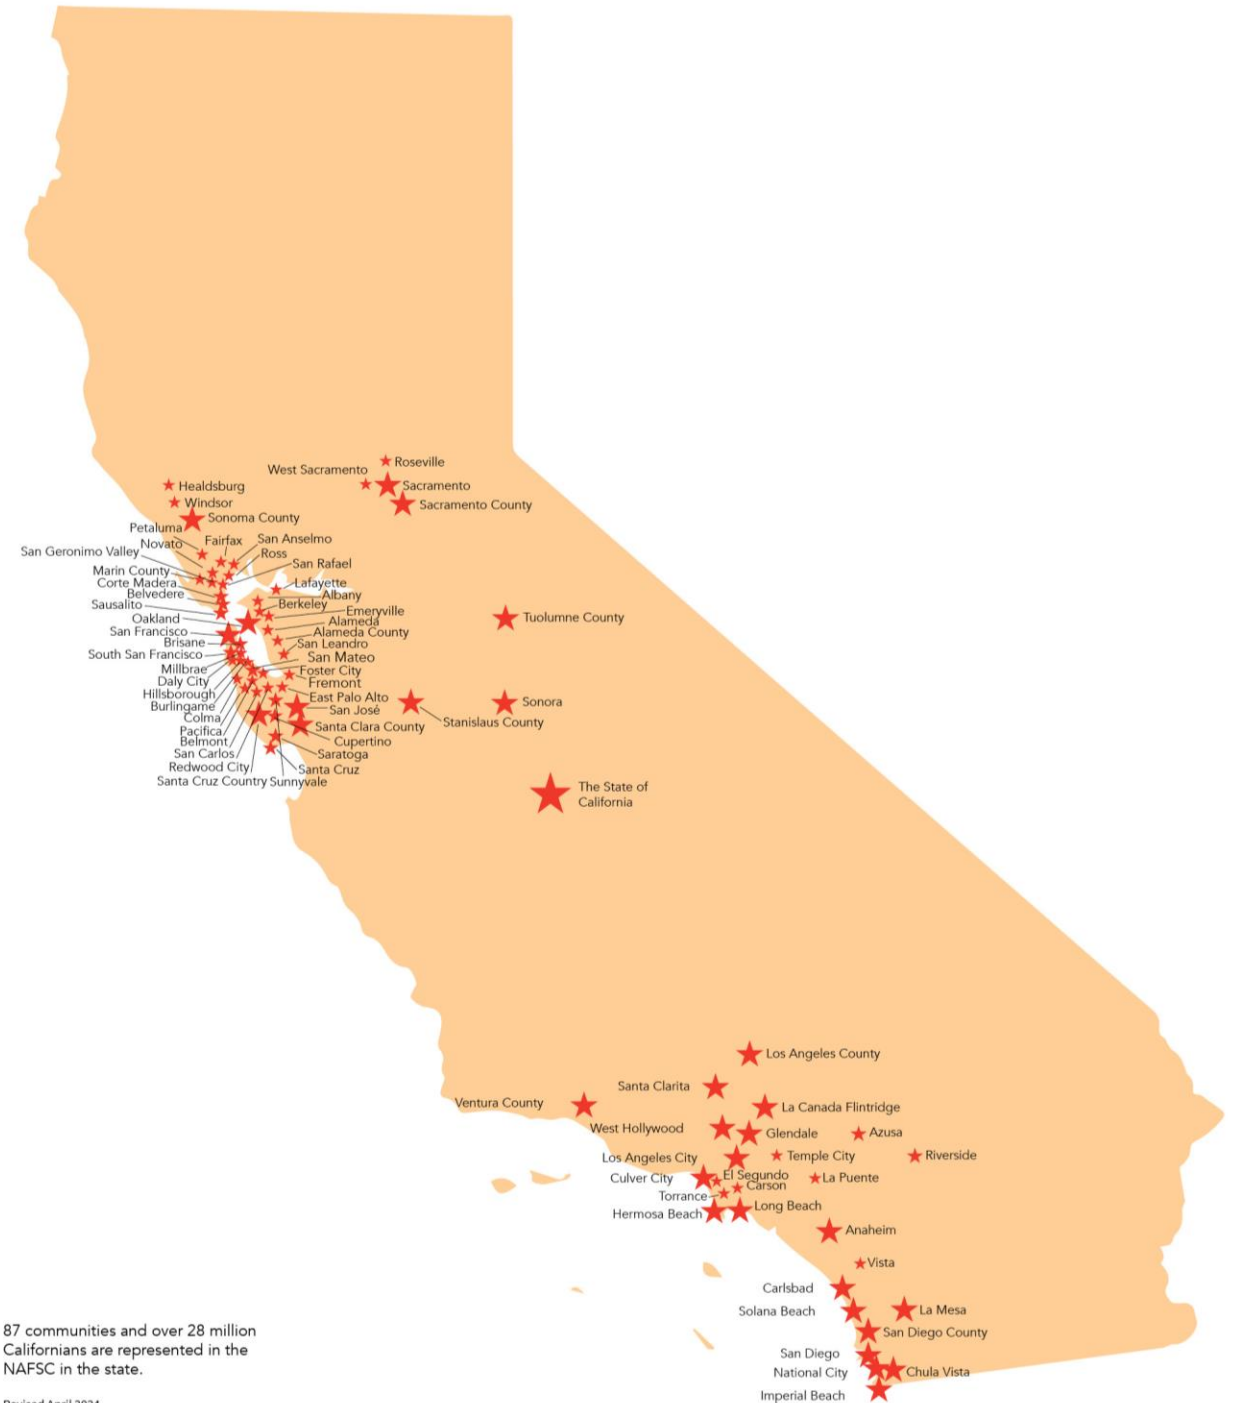 Roseville
West Sacramento
Sacramento
Sacramento County
Healdsburg
Windsor
Sonoma County
Petaluma
Novato
Fairfax
San Anselmo
San Geronimo Valley
Ross
San Rafael
Marin County
Corte Madera
Lafayette
Belvedere
Albany
Sausalito
Berkeley
Emeryville
Oakland
Alameda
San Francisco
Alameda County
Brisane
San Leandro
South San Francisco
San Mateo
Millbrae
Foster City
Daly City
Fremont
Hillsborough
East Palo Alto
Burlingame
San José
Colma
Pacifica
Santa Clara County
Belmont
Cupertino
San Carlos
Saratoga
Redwood City
Santa Cruz
Santa Cruz Country
Sunnyvale
Tuolumne County
Sonora
Stanislaus County
The State of
California
Los Angeles County
Santa Clarita
Ventura County
La Canada Flintridge
West Hollywood
Glendale
Azusa
Los Angeles City
Temple City
Riverside
Culver City
El Segundo
La Puente
Carson
Torrance
Long Beach
Hermosa Beach
Anaheim
Vista
Carlsbad
Solana Beach
La Mesa
San Diego County
San Diego
National City
Chula Vista
Imperial Beach
87 communities and over 28 million
Californians are represented in the
NAFSC in the state.
Revised April 2024